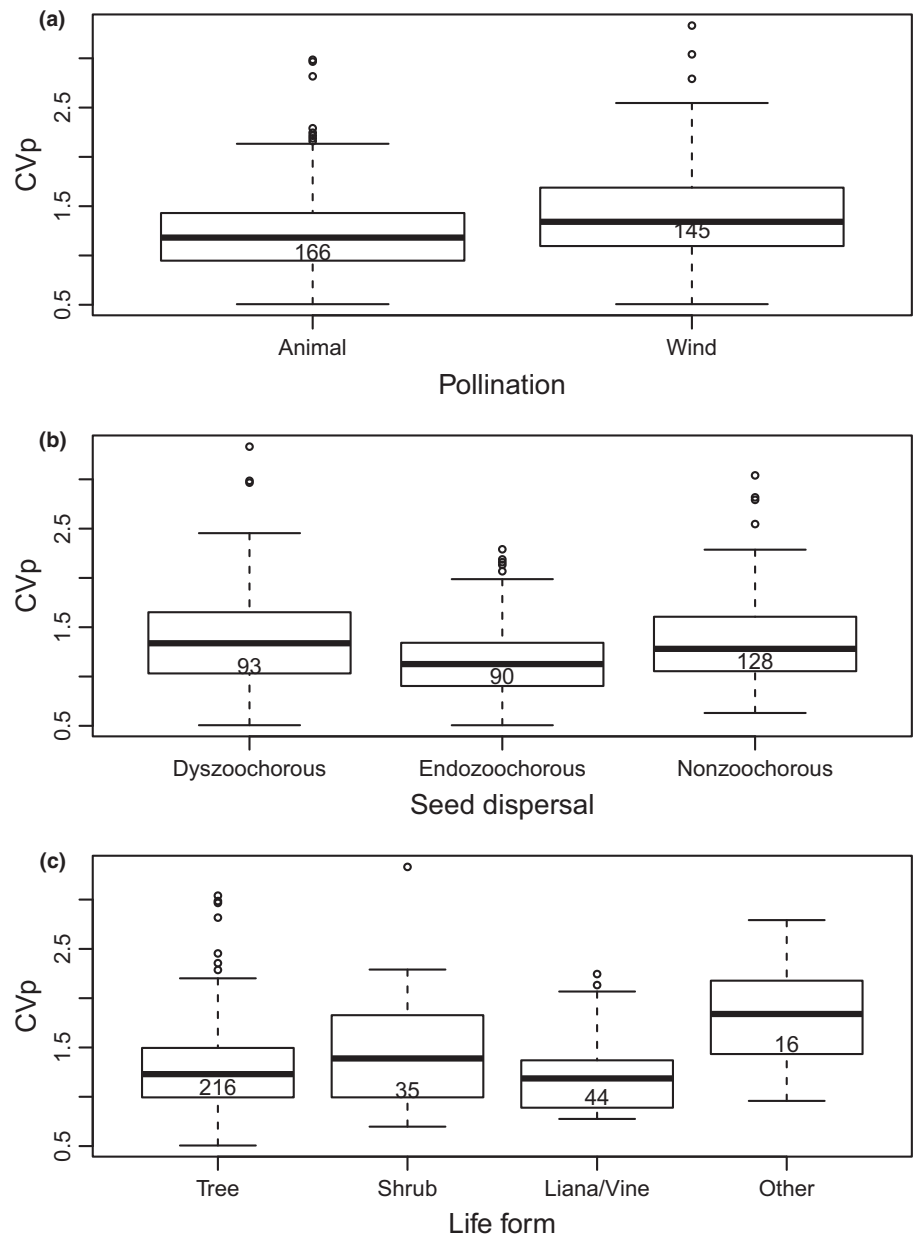 (a)
CVp
2.5
1.5
0.5
166
145
Animal
Wind
Pollination
(b)
CVp
2.5
1.5
0.5
93
90
128
Dyszoochorous
Endozoochorous
Nonzoochorous
Seed dispersal
(c)
CVp
2.5
1.5
0.5
216
35
44
16
Tree
Shrub
Liana/Vine
Other
Life form